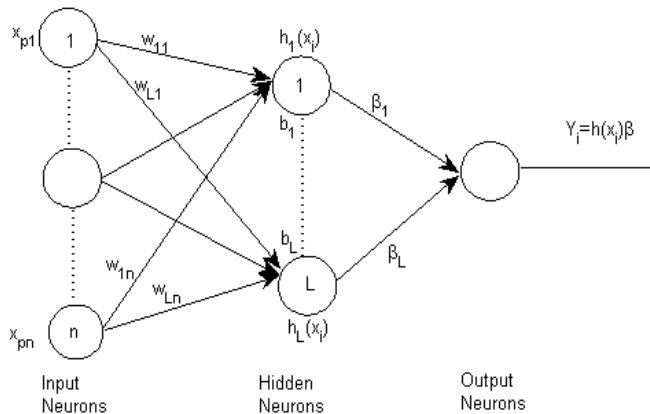 x_p1
1
w_11
h_1(x_i)
w_L1
1
b_1
β_1
Y_i=h(x_i)β
b_L
w_1n
w_Ln
L
β_L
x_pn
n
h_L(x_i)
Input
Neurons
Hidden
Neurons
Output
Neurons